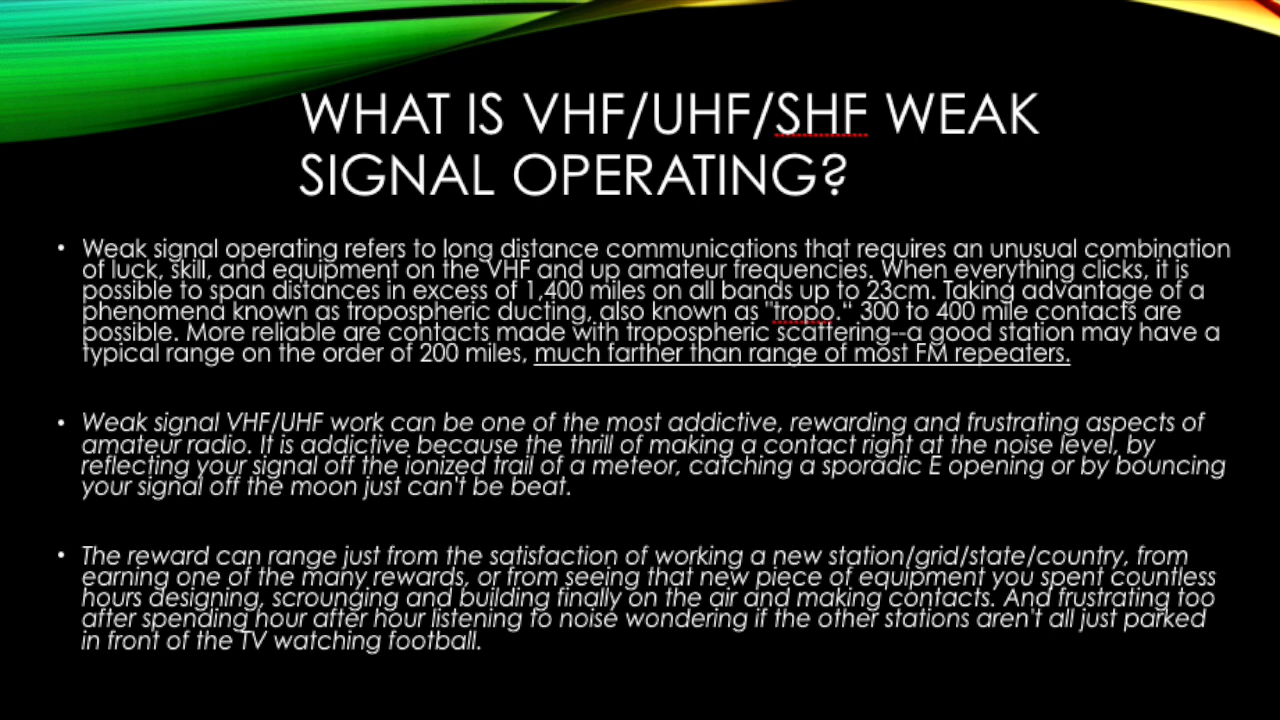 WHAT IS VHF/UHF/SHF WEAK
SIGNAL OPERATING?
• Weak signal operating refers to long distance communications that requires an unusual combination
of luck, skill, and equipment on the VHF and up amateur frequencies. When everything clicks, it is
possible to span distances in excess of 1,400 miles on all bands up to 23cm. Taking advantage of a
phenomena known as tropospheric ducting, also known as "tropo.“ 300 to 400 mile contacts are
possible. More reliable are contacts made with tropospheric scattering--a good station may have a
typical range on the order of 200 miles, much farther than range of most FM repeaters.
• Weak signal VHF/UHF work can be one of the most addictive, rewarding and frustrating aspects of
amateur radio. It is addictive because the thrill of making a contact right at the noise level, by
reflecting your signal off the ionized trail of a meteor, catching a sporadic E opening or by bouncing
your signal off the moon just can't be beat.
• The reward can range just from the satisfaction of working a new station/grid/state/country, from
earning one of the many rewards, or from seeing that new piece of equipment you spent countless
hours designing, scrounging and building finally on the air and making contacts. And frustrating too
after spending hour after hour listening to noise wondering if the other stations aren't all just parked
in front of the TV watching football.